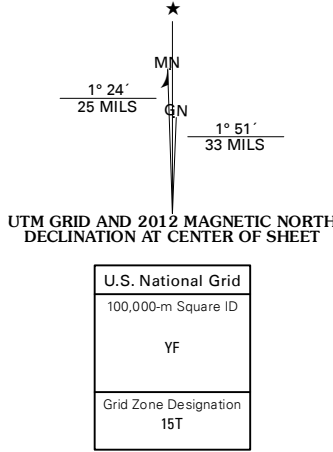 ★
MN
1° 24´
25 MILS
GN
1° 51´
33 MILS
UTM GRID AND 2012 MAGNETIC NORTH
DECLINATION AT CENTER OF SHEET
U.S. National Grid
100,000-m Square ID
YF
Grid Zone Designation
15T